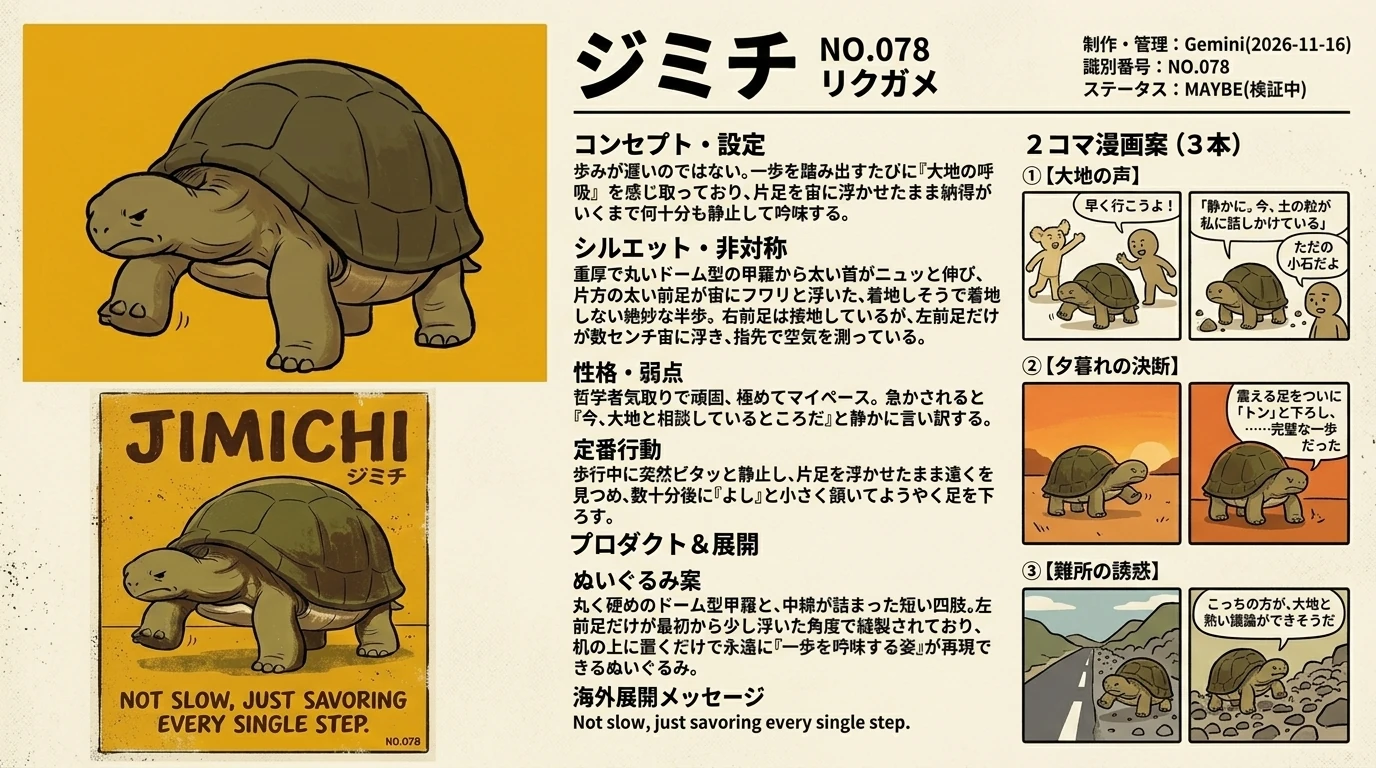 ジミチ
NO.078
リクガメ
制作・管理：Gemini(2026-11-16)
識別番号：NO.078
ステータス：MAYBE(検証中)
コンセプト・設定
歩みが遅いのではない。一歩を踏み出すたびに『大地の呼
吸』を感じ取っており、片足を宙に浮かせたまま納得が
いくまで何十分も静止して吟味する。
シルエット・非対称
重厚で丸いドーム型の甲羅から太い首がニュッと伸び、
片方の太い前足が宙にフワリと浮いた、着地しそうで着地
しない絶妙な半歩。右前足は接地しているが、左前足だけ
が数センチ宙に浮き、指先で空気を測っている。
性格・弱点
哲学者気取りで頑固、極めてマイペース。急かされると
『今、大地と相談しているところだ』と静かに言い訳する。
定番行動
歩行中に突然ピタッと静止し、片足を浮かせたまま遠くを
見つめ、数十分後に『よし』と小さく頷いてようやく足を下
ろす。
プロダクト＆展開
ぬいぐるみ案
丸く硬めのドーム型甲羅と、中綿が詰まった短い四肢。左
前足だけが最初から少し浮いた角度で縫製されており、
机の上に置くだけで永遠に『一歩を吟味する姿』が再現で
きるぬいぐるみ。
海外展開メッセージ
Not slow, just savoring every single step.
２コマ漫画案（３本）
①【大地の声】
早く行こうよ！
「静かに。今、土の粒が
私に話しかけている」
ただの
小石だよ
②【夕暮れの決断】
震える足をついに
「トン」と下ろし、
……完璧な一歩
だった
③【難所の誘惑】
こっちの方が、大地と
熱い議論ができそうだ
JIMICHI
ジミチ
NOT SLOW, JUST SAVORING
EVERY SINGLE STEP.
NO.078